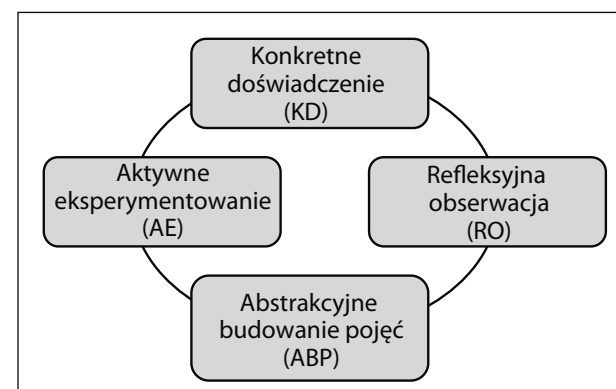 Konkretne
doświadczenie
(KD)
Aktywne
eksperymentowanie
(AE)
Refleksyjna
obserwacja
(RO)
Abstrakcyjne
budowanie pojęć
(ABP)